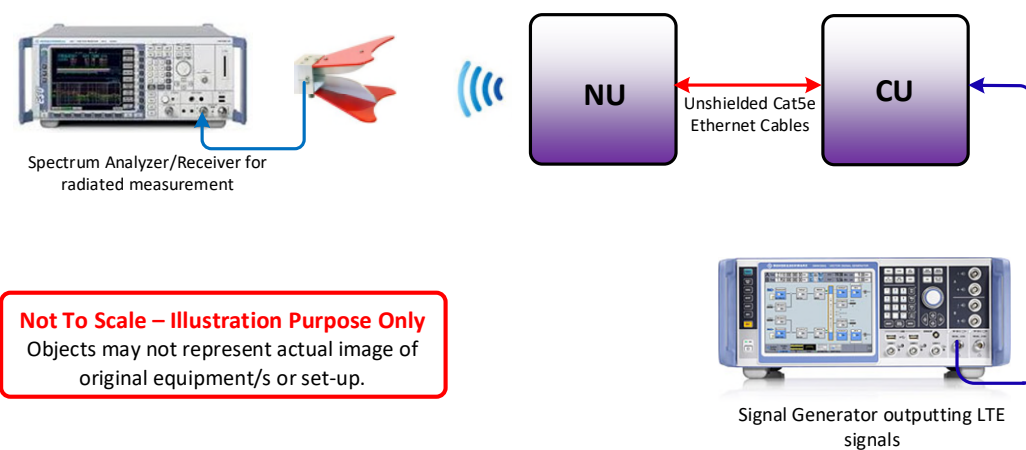 NU
CU
Unshielded Cat5e
Ethernet Cables
Spectrum Analyzer/Receiver for
radiated measurement
Not To Scale – Illustration Purpose Only
Objects may not represent actual image of
original equipment/s or set-up.
Signal Generator outputting LTE
signals